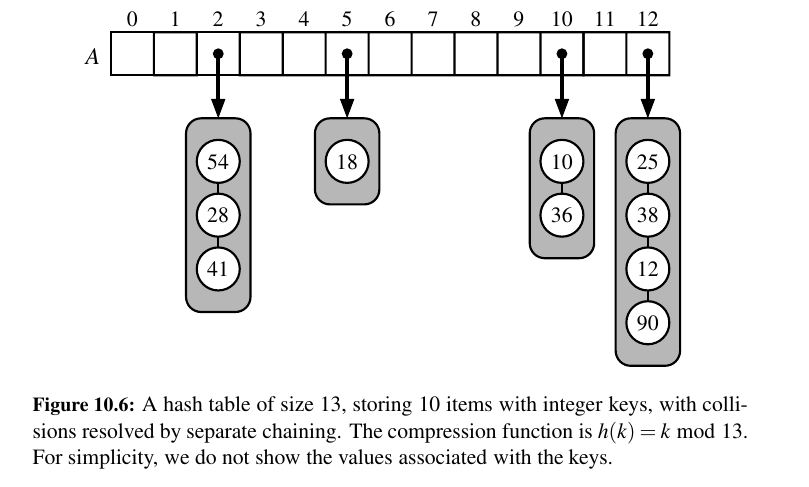 0 1 2 3 4 5 6 7 8 9 10 11 12
A
54 18 10 25
28 36 38
41 12
90
Figure 10.6: A hash table of size 13, storing 10 items with integer keys, with colli-
sions resolved by separate chaining. The compression function is h(k) = k mod 13.
For simplicity, we do not show the values associated with the keys.